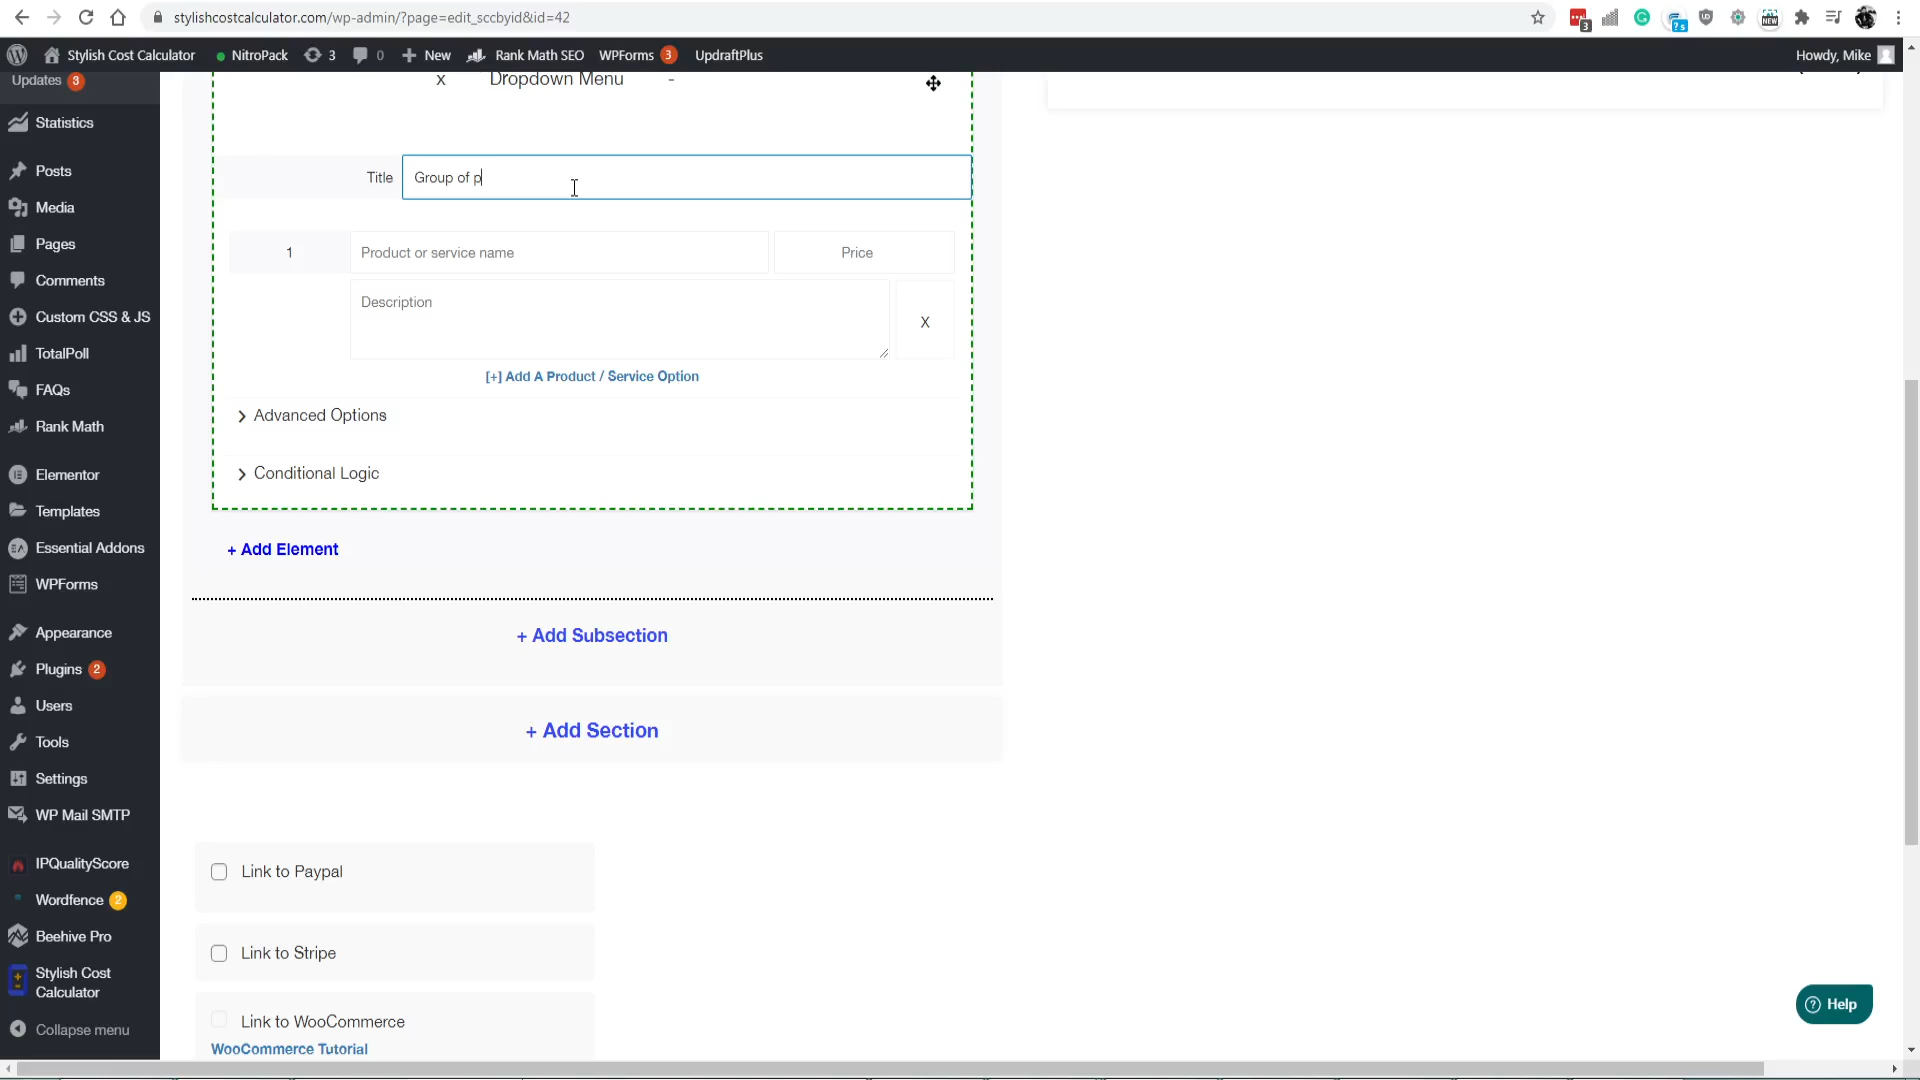 stylishcostcalculator.com/wp-admin/?page=edit_sccbyid&id=42
3
?s
UD
NEW
Stylish Cost Calculator
NitroPack
3
0
New
Rank Math SEO
WPForms 3
UpdraftPlus
Howdy, Mike
Updates 3
Statistics
Posts
Media
Pages
Comments
Custom CSS & JS
TotalPoll
FAQs
Rank Math
Elementor
Templates
Essential Addons
WPForms
Appearance
Plugins 2
Users
Tools
Settings
WP Mail SMTP
IPQualityScore
Wordfence 2
Beehive Pro
Stylish Cost
Calculator
Collapse menu
x Dropdown Menu -
Title Group of p
1 Product or service name Price
Description
X
[+] Add A Product / Service Option
Advanced Options
Conditional Logic
+ Add Element
+ Add Subsection
+ Add Section
Link to Paypal
Link to Stripe
Link to WooCommerce
WooCommerce Tutorial
? Help